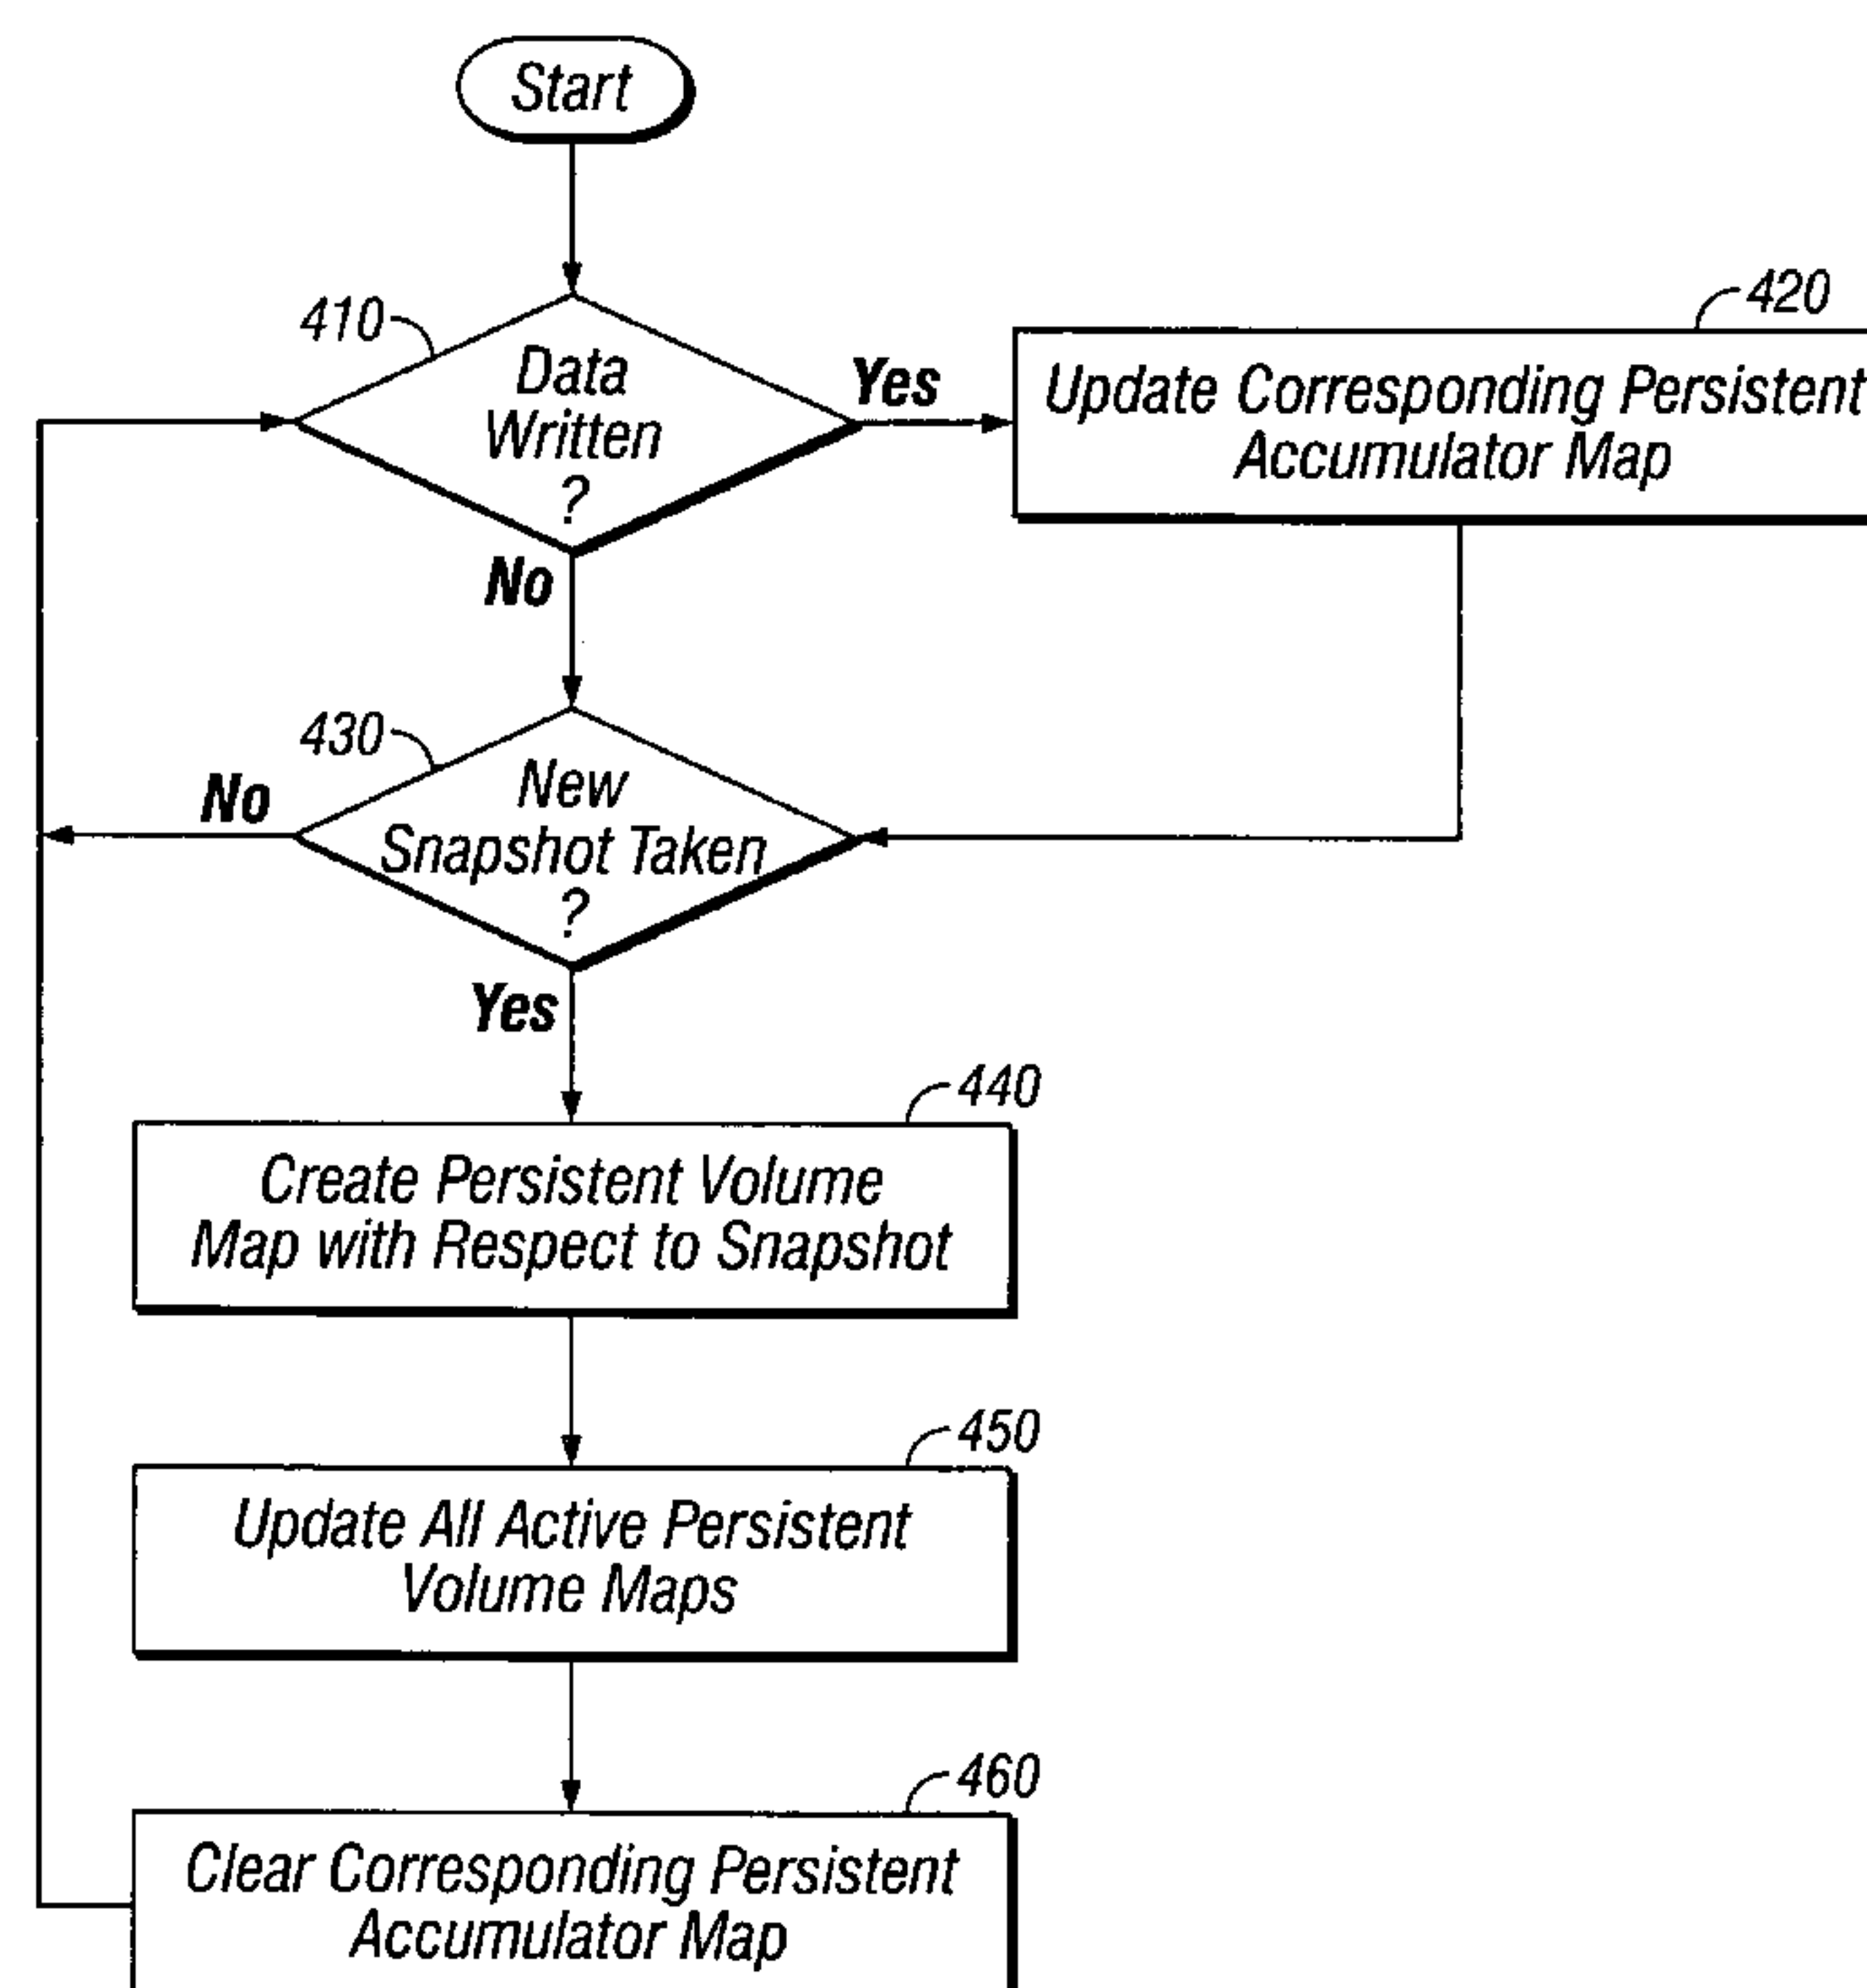 Start
410
Data
Written
?
Yes
420
Update Corresponding Persistent
Accumulator Map
No
430
New
Snapshot Taken
?
No
Yes
440
Create Persistent Volume
Map with Respect to Snapshot
450
Update All Active Persistent
Volume Maps
460
Clear Corresponding Persistent
Accumulator Map